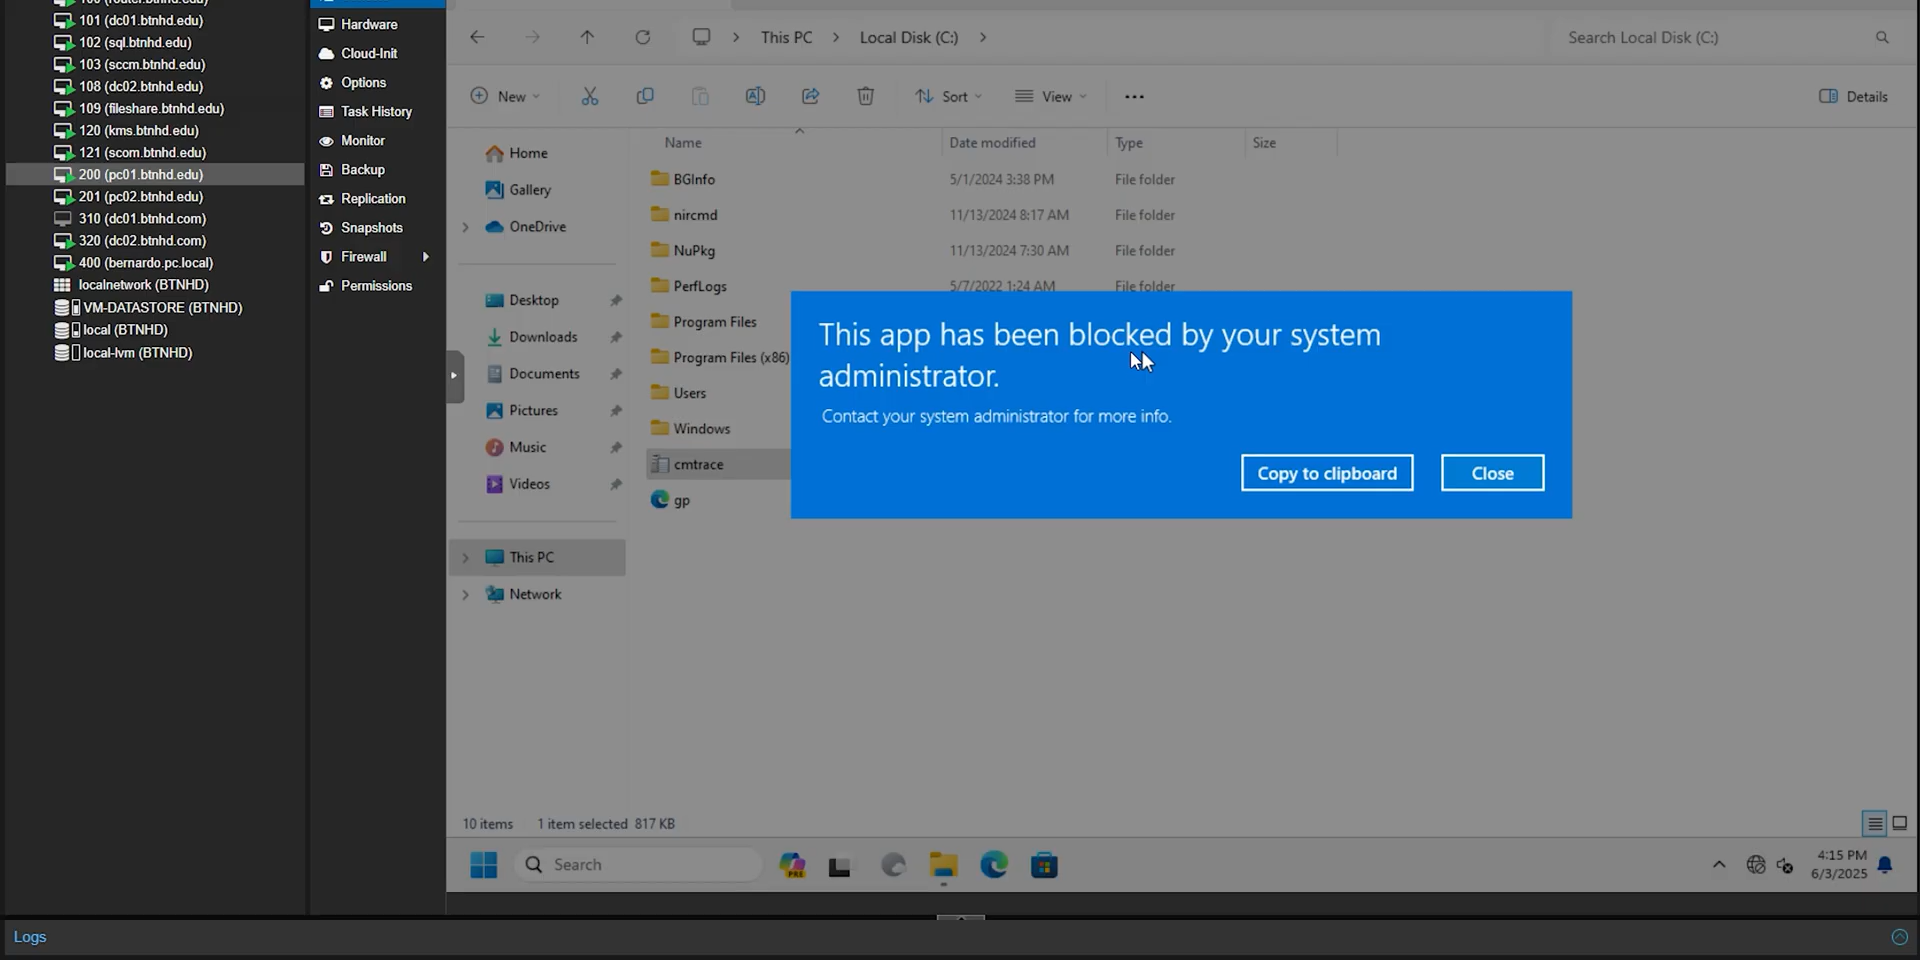 101 (dc01.btnhd.edu)
102 (sql.btnhd.edu)
103 (sccm.btnhd.edu)
108 (dc02.btnhd.edu)
109 (fileshare.btnhd.edu)
120 (kms.btnhd.edu)
121 (scom.btnhd.edu)
200 (pc01.btnhd.edu)
201 (pc02.btnhd.edu)
310 (dc01.btnhd.com)
320 (dc02.btnhd.com)
400 (bernardo.pc.local)
localnetwork (BTNHD)
VM-DATASTORE (BTNHD)
local (BTNHD)
local-lvm (BTNHD)
Hardware
Cloud-Init
Options
Task History
Monitor
Backup
Replication
Snapshots
Firewall
Permissions
This PC > Local Disk (C:) >
Search Local Disk (C:)
New
Sort
View
Details
Home
Gallery
OneDrive
Desktop
Downloads
Documents
Pictures
Music
Videos
This PC
Network
Name Date modified Type Size
BGInfo 5/1/2024 3:38 PM File folder
nircmd 11/13/2024 8:17 AM File folder
NuPkg 11/13/2024 7:30 AM File folder
PerfLogs 5/7/2022 1:24 AM File folder
Program Files
Program Files (x86)
Users
Windows
cmtrace
gp
This app has been blocked by your system
administrator.
Contact your system administrator for more info.
Copy to clipboard
Close
10 items 1 item selected 817 KB
Search
PRE
4:15 PM
6/3/2025
Logs